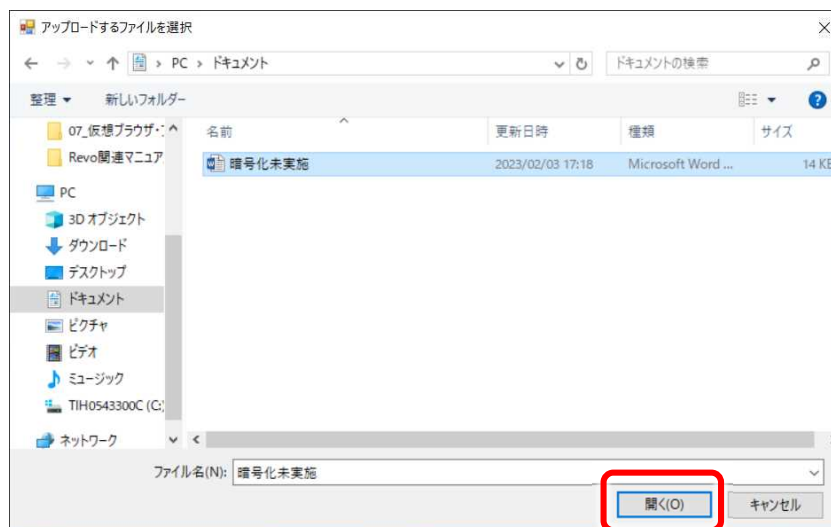 アップロードするファイルを選択
PC › ドキュメント
ドキュメントの検索
整理 新しいフォルダー
名前 更新日時 種類 サイズ
暗号化未実施 2023/02/03 17:18 Microsoft Word ... 14 KB
07_仮想ブラウザ・
Revo関連マニュア
PC
3D オブジェクト
ダウンロード
デスクトップ
ドキュメント
ピクチャ
ビデオ
ミュージック
TIH0543300C (C:)
ネットワーク
ファイル名(N): 暗号化未実施
開く(O) キャンセル